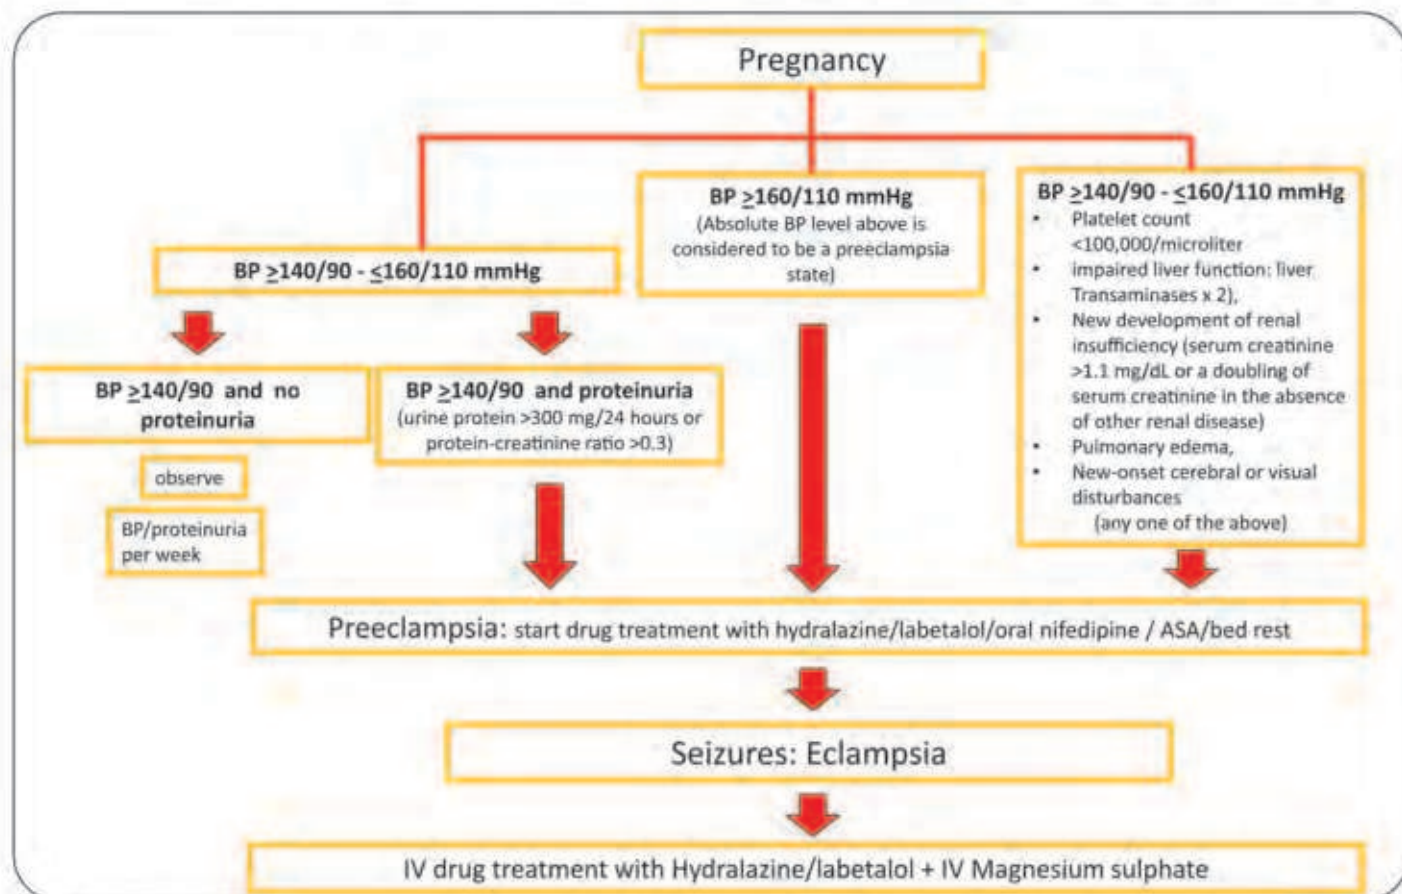 Pregnancy
BP ≥140/90 - ≤160/110 mmHg
BP ≥160/110 mmHg
(Absolute BP level above is
considered to be a preeclampsia
state)
BP ≥140/90 - ≤160/110 mmHg
• Platelet count
<100,000/microliter
• impaired liver function: liver
Transaminases x 2),
• New development of renal
insufficiency (serum creatinine
>1.1 mg/dL or a doubling of
serum creatinine in the absence
of other renal disease)
• Pulmonary edema,
• New-onset cerebral or visual
disturbances
(any one of the above)
BP ≥140/90 and no
proteinuria
observe
BP/proteinuria
per week
BP ≥140/90 and proteinuria
(urine protein >300 mg/24 hours or
protein-creatinine ratio >0.3)
Preeclampsia: start drug treatment with hydralazine/labetalol/oral nifedipine / ASA/bed rest
Seizures: Eclampsia
IV drug treatment with Hydralazine/labetalol + IV Magnesium sulphate